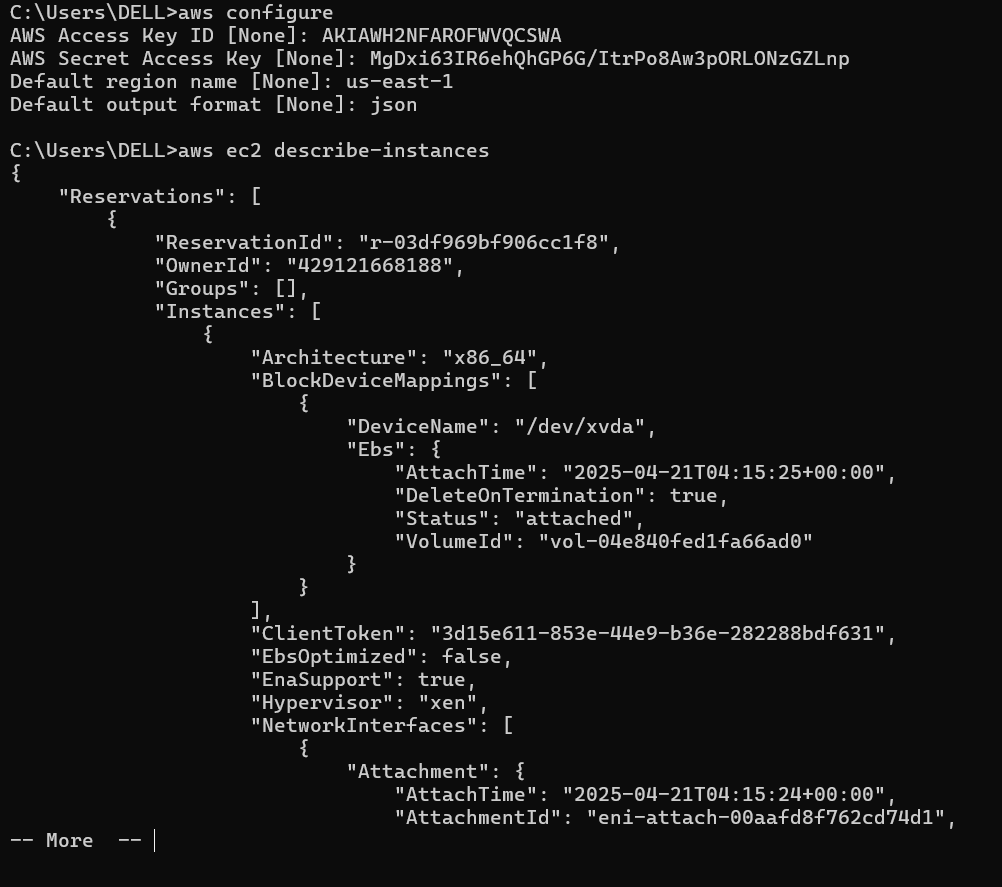 C:\Users\DELL>aws configure
AWS Access Key ID [None]: AKIAWH2NFAROFWVQCSWA
AWS Secret Access Key [None]: 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
Default region name [None]: us-east-1
Default output format [None]: json
C:\Users\DELL>aws ec2 describe-instances
{
"Reservations": [
{
"ReservationId": "r-03df969bf906cc1f8",
"OwnerId": "429121668188",
"Groups": [],
"Instances": [
{
"Architecture": "x86_64",
"BlockDeviceMappings": [
{
"DeviceName": "/dev/xvda",
"Ebs": {
"AttachTime": "2025-04-21T04:15:25+00:00",
"DeleteOnTermination": true,
"Status": "attached",
"VolumeId": "vol-04e840fed1fa66ad0"
}
}
],
"ClientToken": "3d15e611-853e-44e9-b36e-282288bdf631",
"EbsOptimized": false,
"EnaSupport": true,
"Hypervisor": "xen",
"NetworkInterfaces": [
{
"Attachment": {
"AttachTime": "2025-04-21T04:15:24+00:00",
"AttachmentId": "eni-attach-00aafd8f762cd74d1",
-- More  --